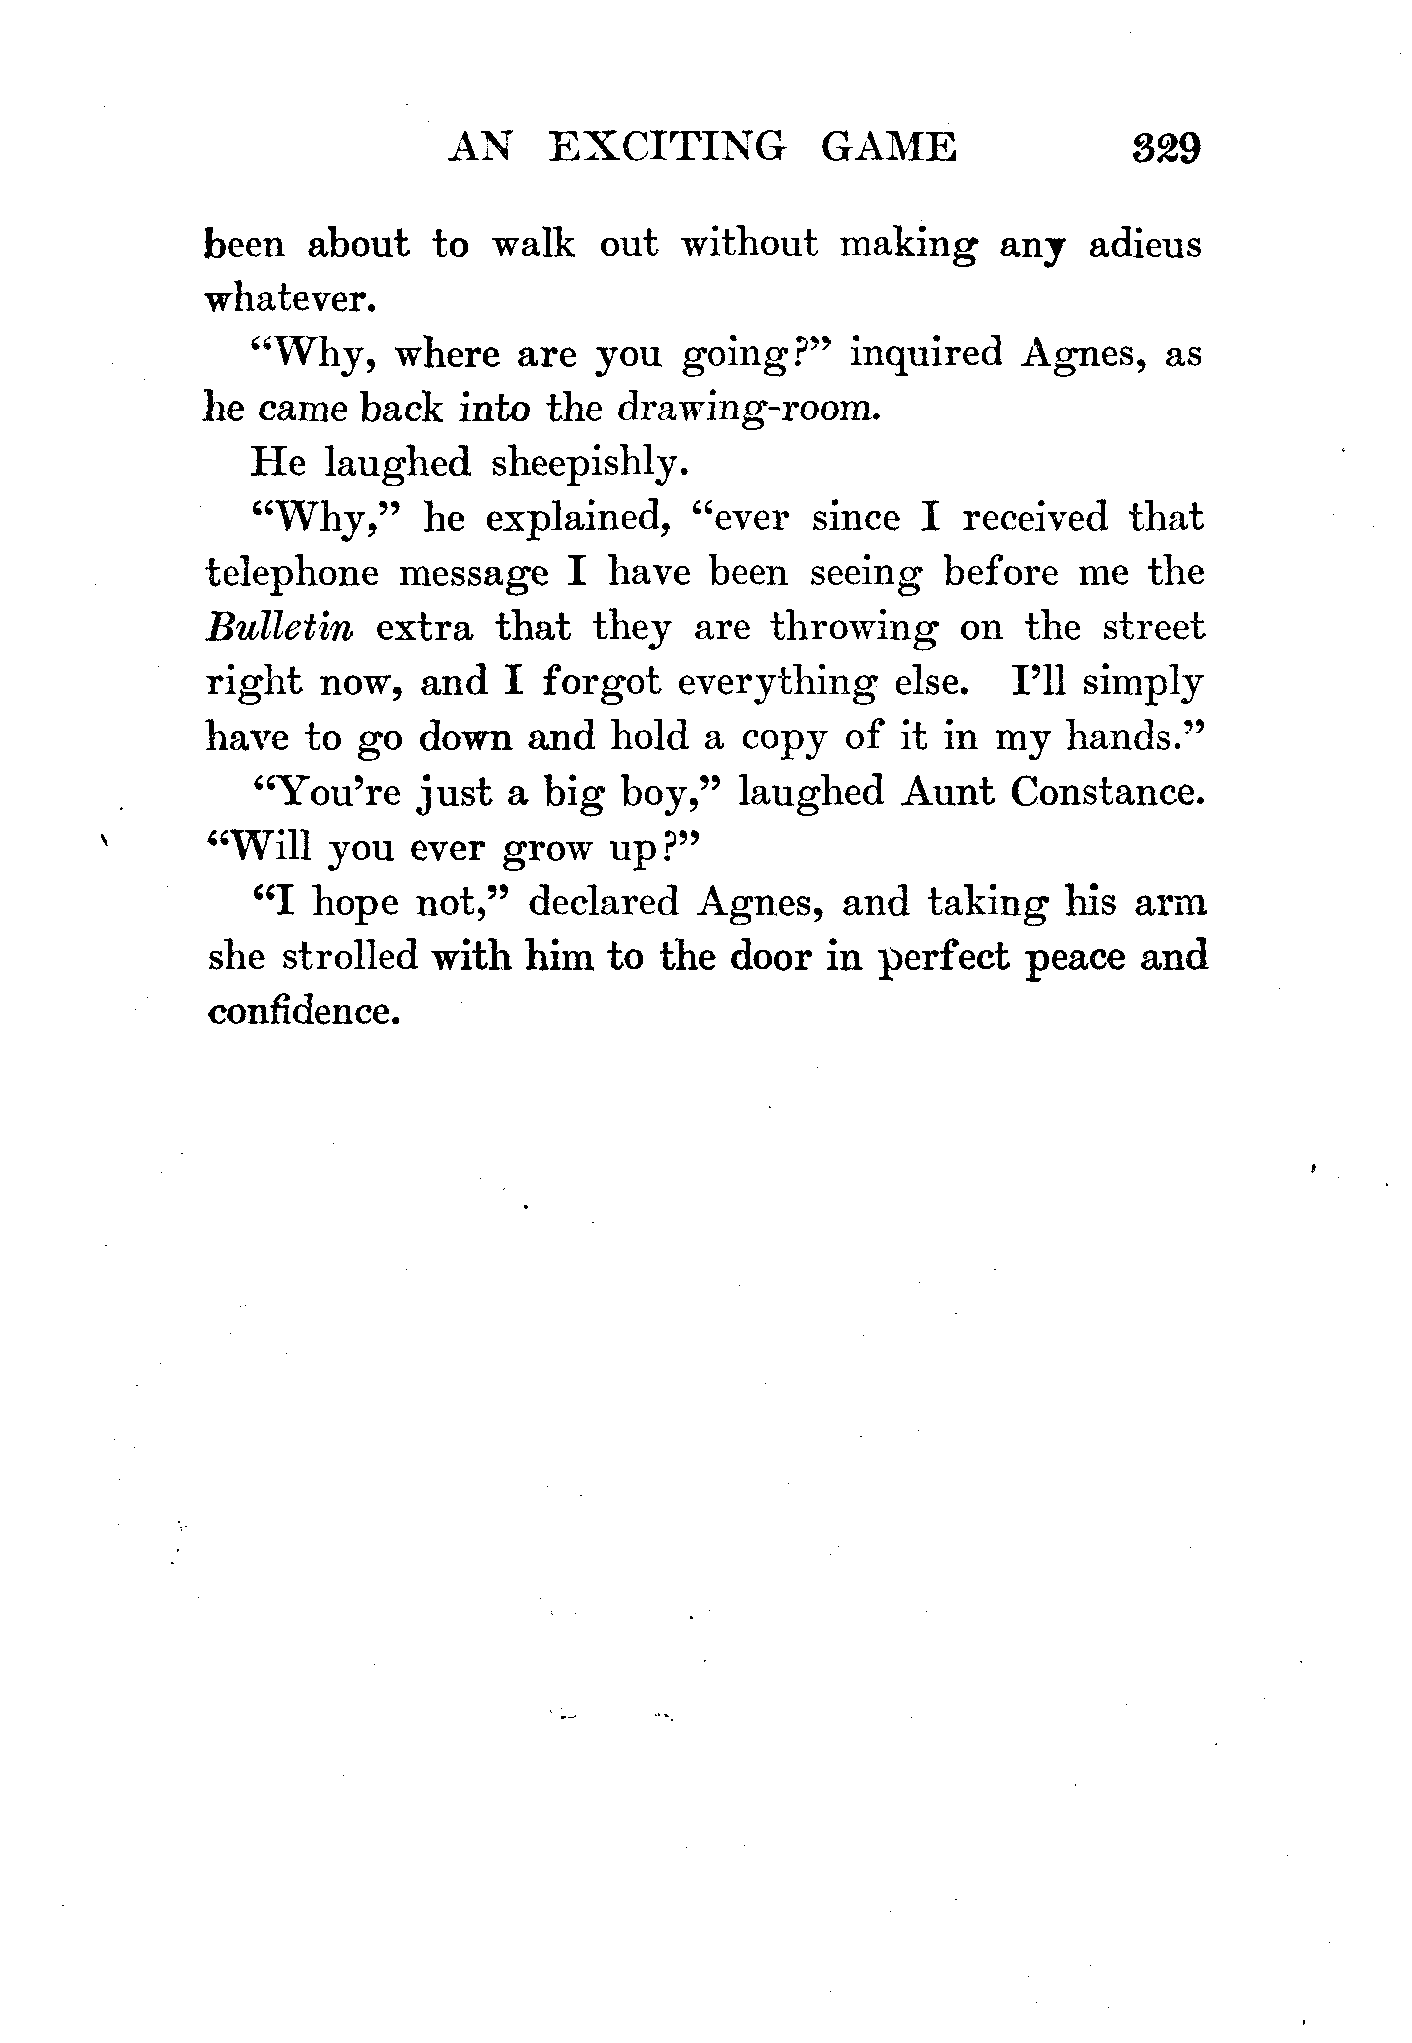 AN EXCITING GAME 329
been about to walk out without making any adieus
whatever.
“Why, where are you going?” inquired Agnes, as
he came back into the drawing-room.
He laughed sheepishly.
“Why,” he explained, “ever since I received that
telephone message I have been seeing before me the
Bulletin extra that they are throwing on the street
right now, and I forgot everything else. I’ll simply
have to go down and hold a copy of it in my hands.”
“You’re just a big boy,” laughed Aunt Constance.
“Will you ever grow up?”
“I hope not,” declared Agnes, and taking his arm
she strolled with him to the door in perfect peace and
confidence.